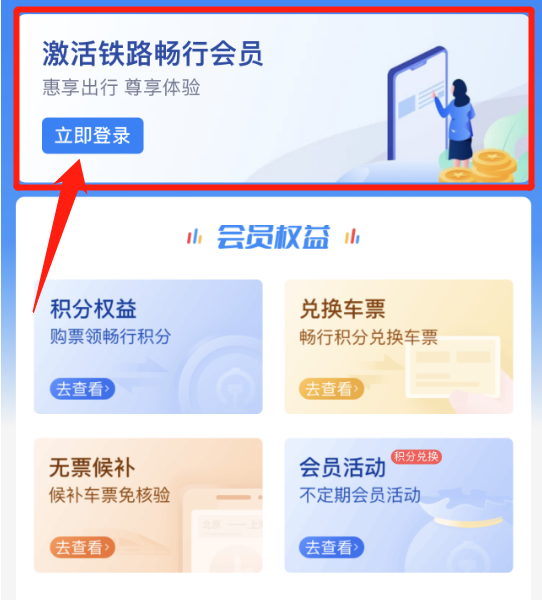 激活铁路畅行会员
惠享出行 尊享体验
立即登录
会员权益
积分权益
购票领畅行积分
去查看
兑换车票
畅行积分兑换车票
去查看
无票候补
候补车票免核验
去查看
会员活动
积分兑换
不定期会员活动
去查看